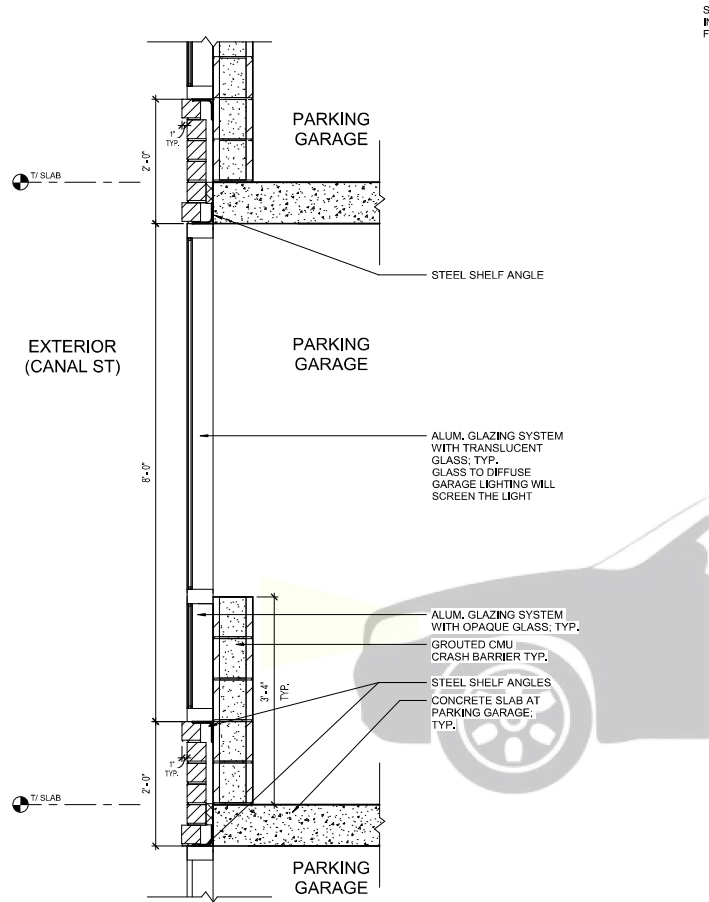 S
IN
F
PARKING
GARAGE
1"
TYP.
2'-0"
T/ SLAB
STEEL SHELF ANGLE
EXTERIOR
(CANAL ST)
PARKING
GARAGE
8'-0"
ALUM. GLAZING SYSTEM
WITH TRANSLUCENT
GLASS; TYP.
GLASS TO DIFFUSE
GARAGE LIGHTING WILL
SCREEN THE LIGHT
ALUM. GLAZING SYSTEM
WITH OPAQUE GLASS; TYP.
GROUTED CMU
CRASH BARRIER TYP.
3'-4"
TYP.
STEEL SHELF ANGLES
CONCRETE SLAB AT
PARKING GARAGE;
TYP.
1"
TYP.
2'-0"
T/ SLAB
PARKING
GARAGE